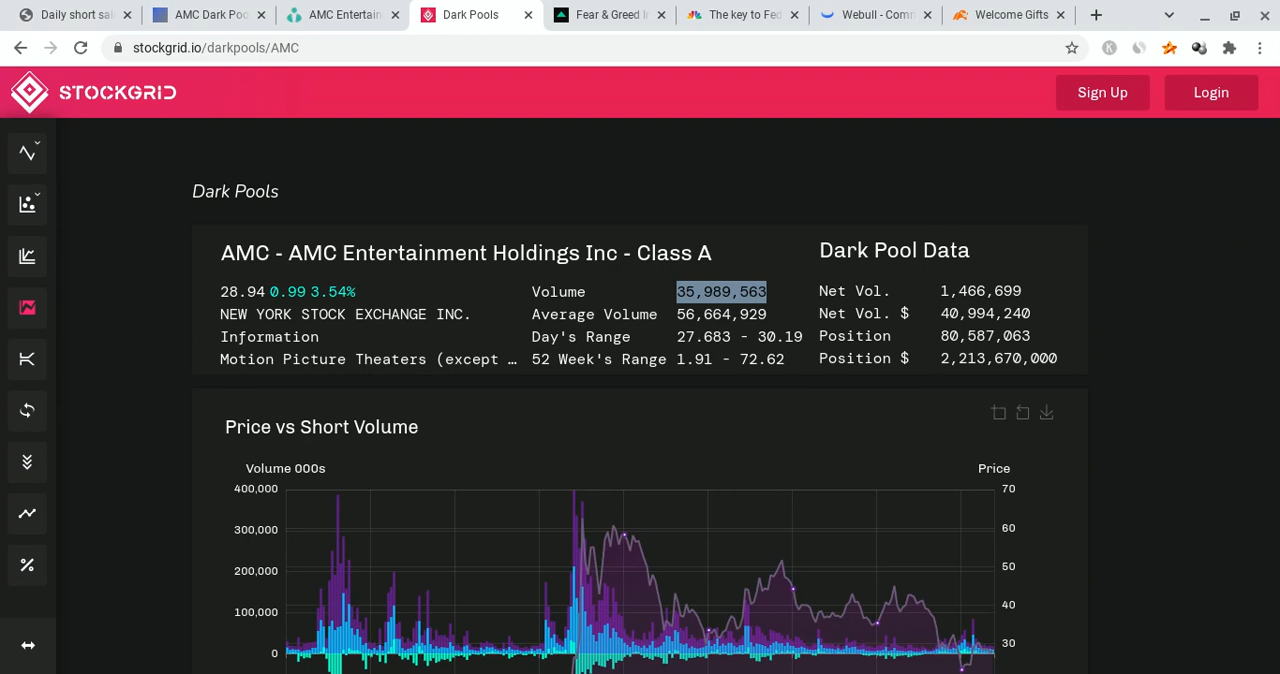 Daily short sal
AMC Dark Poo
AMC Entertain
Dark Pools
Fear & Greed I
The key to Fed
Webull - Comm
Welcome Gifts
stockgrid.io/darkpools/AMC
K
STOCKGRID
Sign Up
Login
Dark Pools
AMC - AMC Entertainment Holdings Inc - Class A
28.94 0.99 3.54%
NEW YORK STOCK EXCHANGE INC.
Information
Motion Picture Theaters (except …
Volume 35,989,563
Average Volume 56,664,929
Day's Range 27.683 - 30.19
52 Week's Range 1.91 - 72.62
Dark Pool Data
Net Vol. 1,466,699
Net Vol. $ 40,994,240
Position 80,587,063
Position $ 2,213,670,000
Price vs Short Volume
Volume 000s
Price
400,000
300,000
200,000
100,000
0
70
60
50
40
30